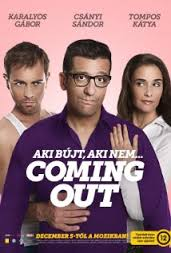 KARALYOS GÁBOR
CSÁNYI SÁNDOR
TOMPOS KÁTYA
AKI BÚJT, AKI NEM...
COMING OUT
DECEMBER 5-TŐL A MOZIKBAN!
12